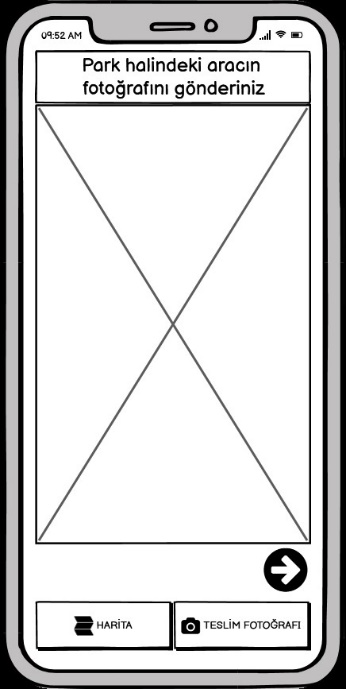 09:52 AM
Park halindeki aracın
fotoğrafını gönderiniz
HARİTA
TESLİM FOTOĞRAFI